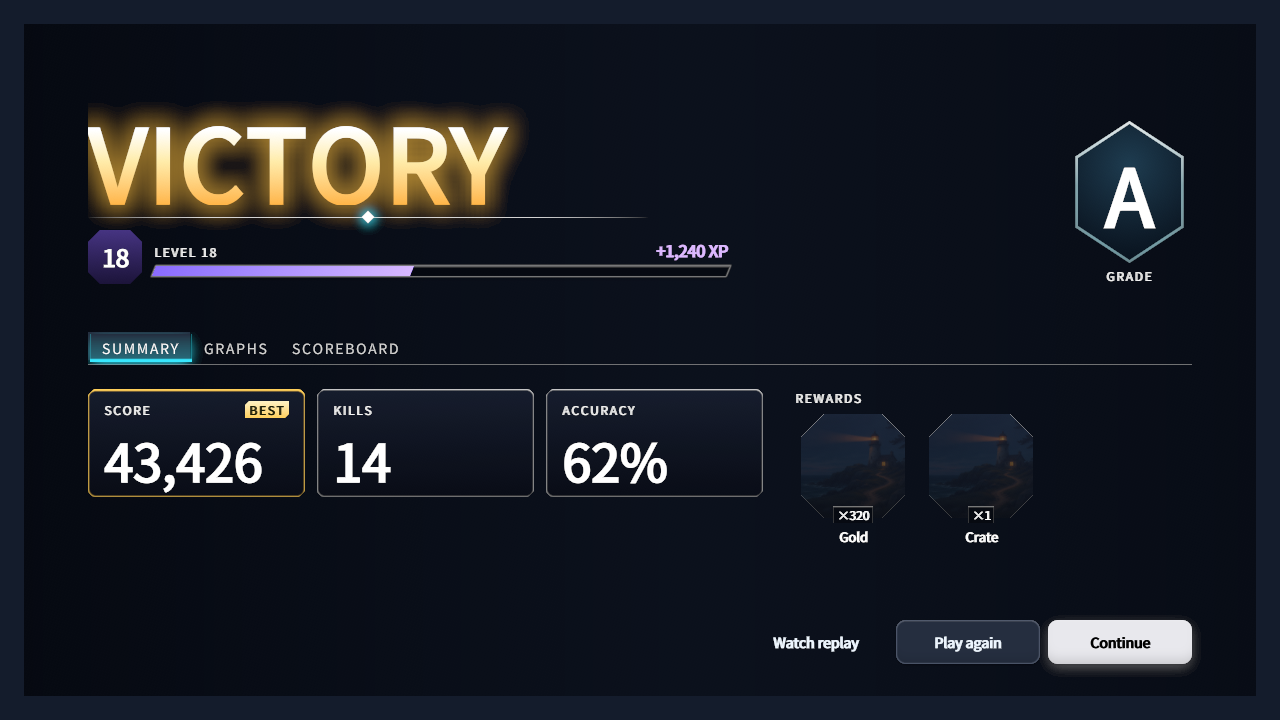 VICTORY
18
LEVEL 18
+1,240 XP
A
GRADE
SUMMARY
GRAPHS
SCOREBOARD
SCORE
BEST
43,426
KILLS
14
ACCURACY
62%
REWARDS
×320
Gold
×1
Crate
Watch replay
Play again
Continue